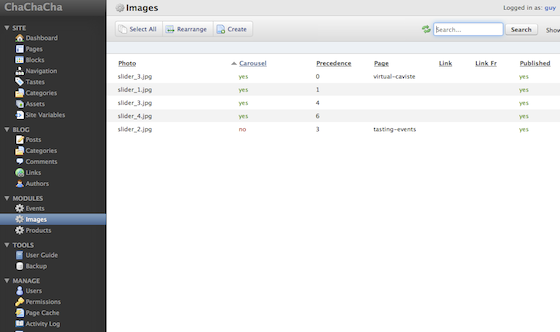 ChaChaCha
Images
Logged in as: guy
Select All
Rearrange
Create
Search...
Search
Show
SITE
Dashboard
Pages
Blocks
Navigation
Tastes
Categories
Assets
Site Variables
BLOG
Posts
Categories
Comments
Links
Authors
MODULES
Events
Images
Products
TOOLS
User Guide
Backup
MANAGE
Users
Permissions
Page Cache
Activity Log
Photo Carousel Precedence Page Link Link Fr Published
slider_3.jpg yes 0 virtual-caviste yes
slider_1.jpg yes 1 yes
slider_3.jpg yes 4 yes
slider_4.jpg yes 6 yes
slider_2.jpg no 3 tasting-events yes